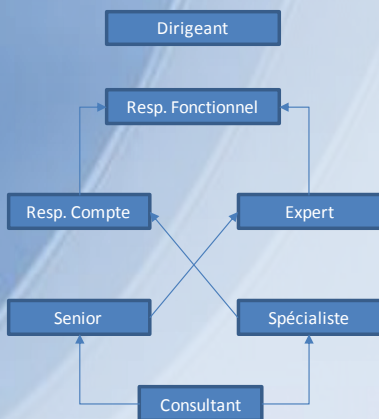 Dirigeant
Resp. Fonctionnel
Resp. Compte
Expert
Senior
Spécialiste
Consultant